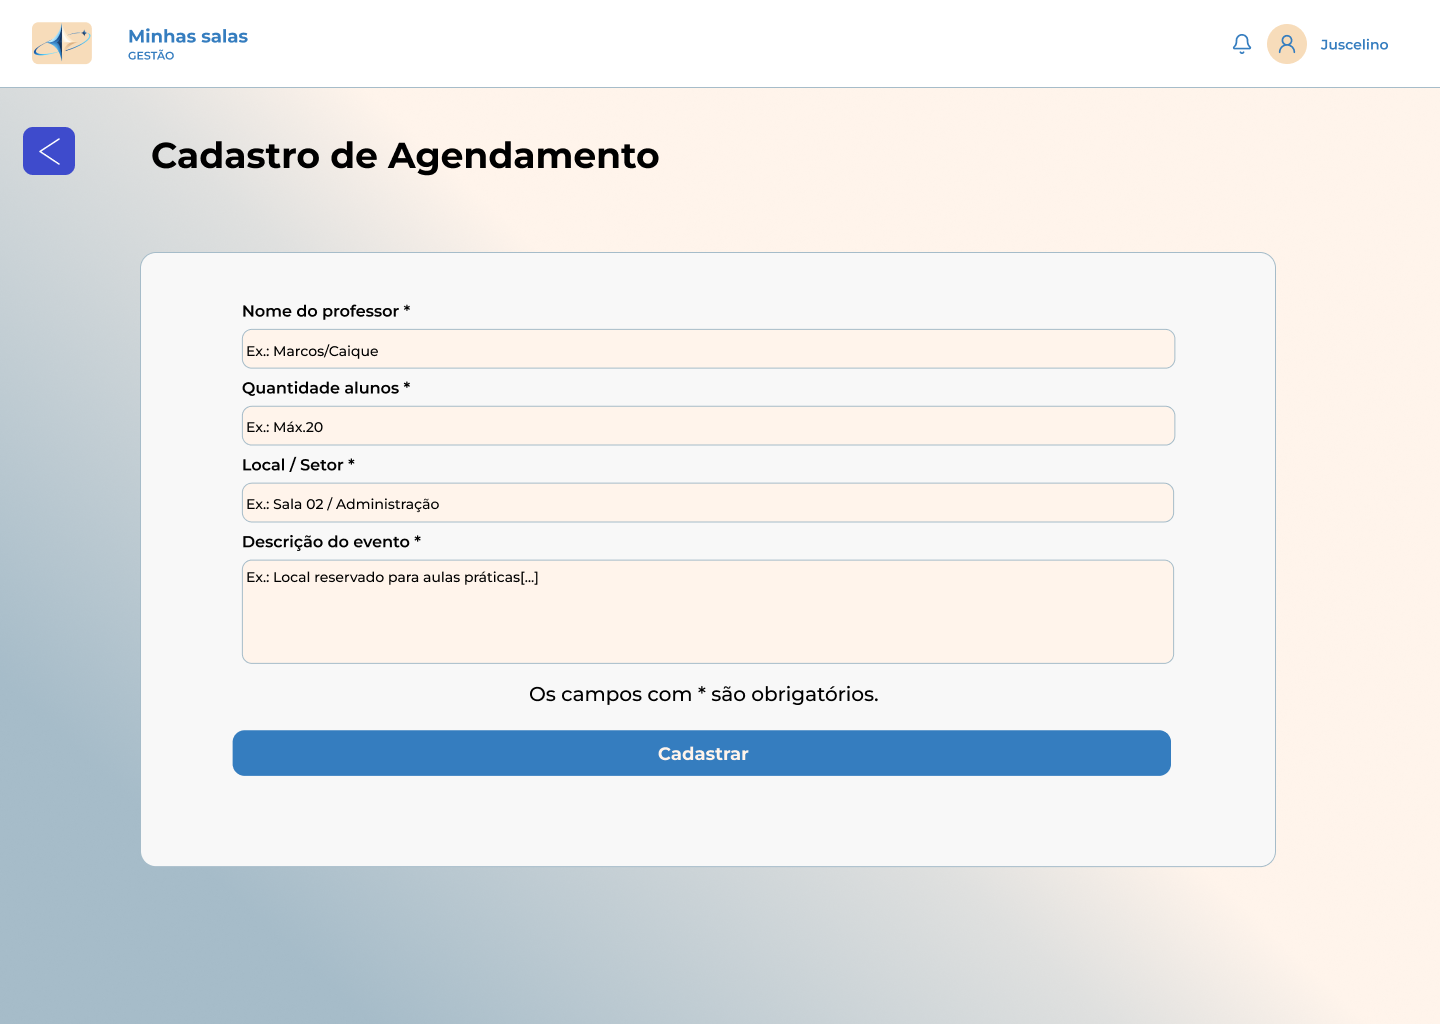 Minhas salas
GESTÃO
Juscelino
Cadastro de Agendamento
Nome do professor *
Ex.: Marcos/Caique
Quantidade alunos *
Ex.: Máx.20
Local / Setor *
Ex.: Sala 02 / Administração
Descrição do evento *
Ex.: Local reservado para aulas práticas[...]
Os campos com * são obrigatórios.
Cadastrar